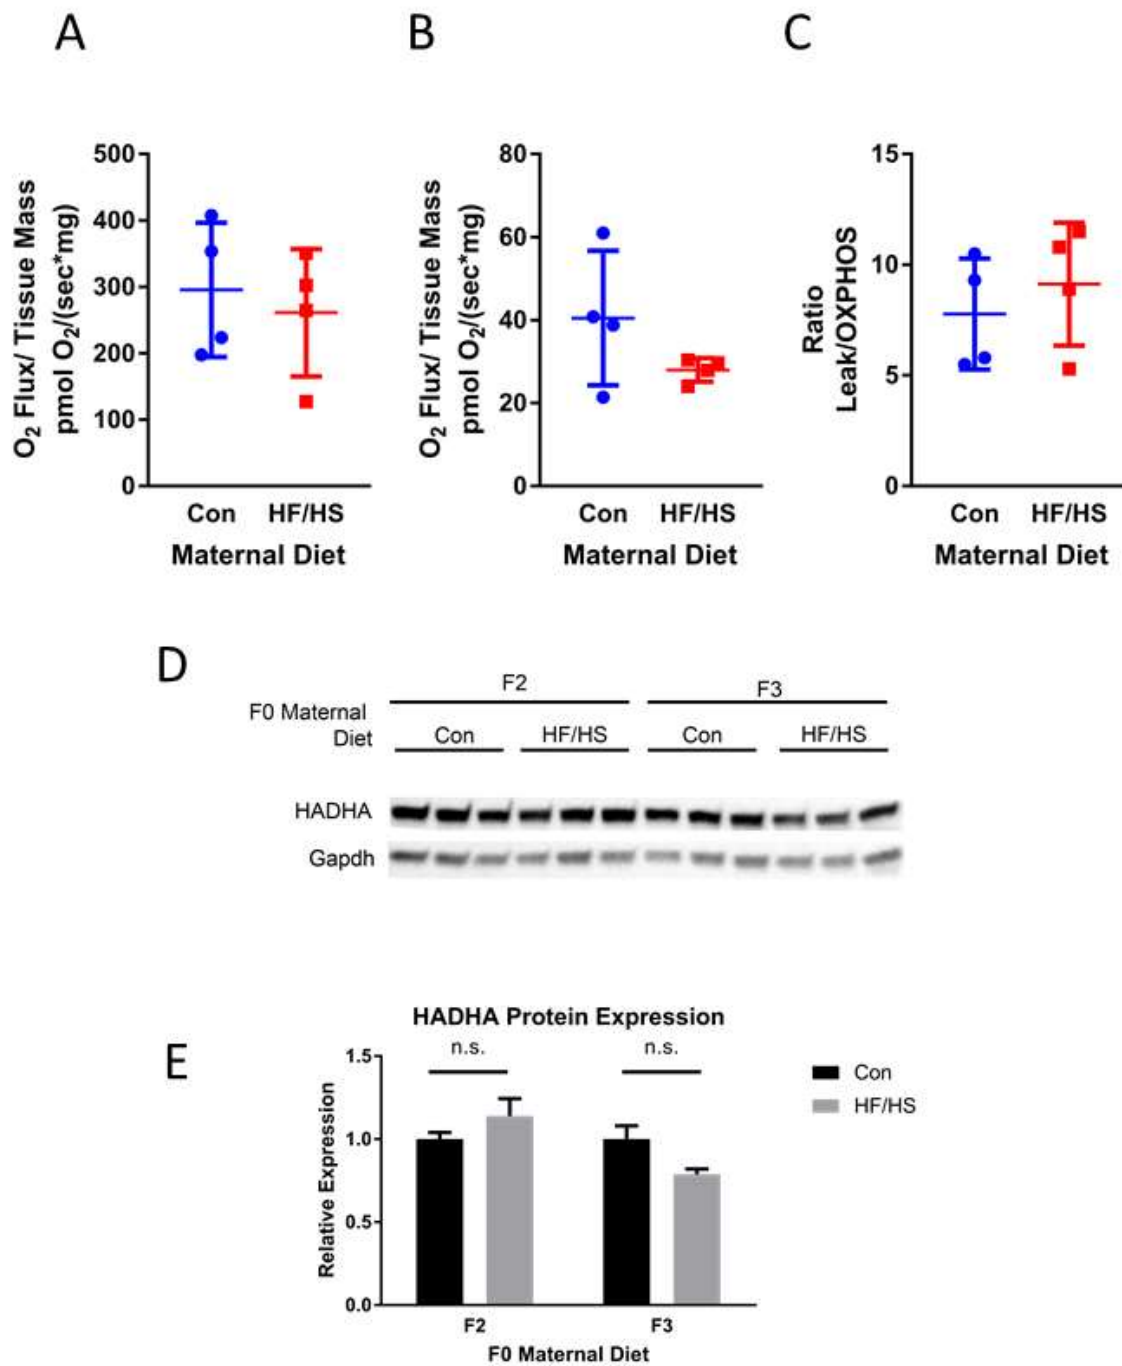 A
B
C
O₂ Flux/ Tissue Mass
pmol O₂/(sec*mg)
500
400
300
200
100
0
Con HF/HS
Maternal Diet
O₂ Flux/ Tissue Mass
pmol O₂/(sec*mg)
80
60
40
20
0
Con HF/HS
Maternal Diet
Ratio
Leak/OXPHOS
15
10
5
0
Con HF/HS
Maternal Diet
D
F2 F3
F0 Maternal
Diet
Con HF/HS Con HF/HS
HADHA
Gapdh
E
HADHA Protein Expression
n.s. n.s.
Relative Expression
1.5
1.0
0.5
0.0
F2 F3
F0 Maternal Diet
Con
HF/HS